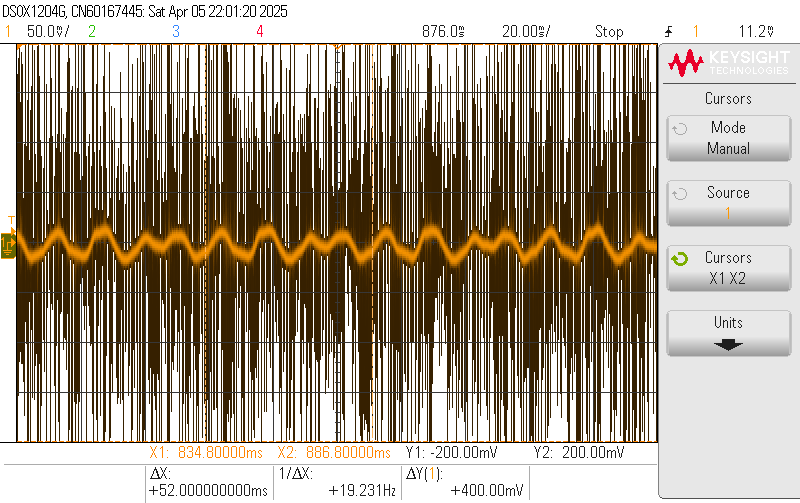 DSOX1204G, CN60167445: Sat Apr 05 22:01:20 2025
1 50.0V/ 2 3 4 876.0s 20.00s/ Stop 1 11.2V
KEYSIGHT
TECHNOLOGIES
Cursors
Mode
Manual
Source
1
Cursors
X1 X2
Units
X1: 834.80000ms X2: 886.80000ms Y1: -200.00mV Y2: 200.00mV
ΔX:
+52.000000000ms
1/ΔX:
+19.231Hz
ΔY(1):
+400.00mV